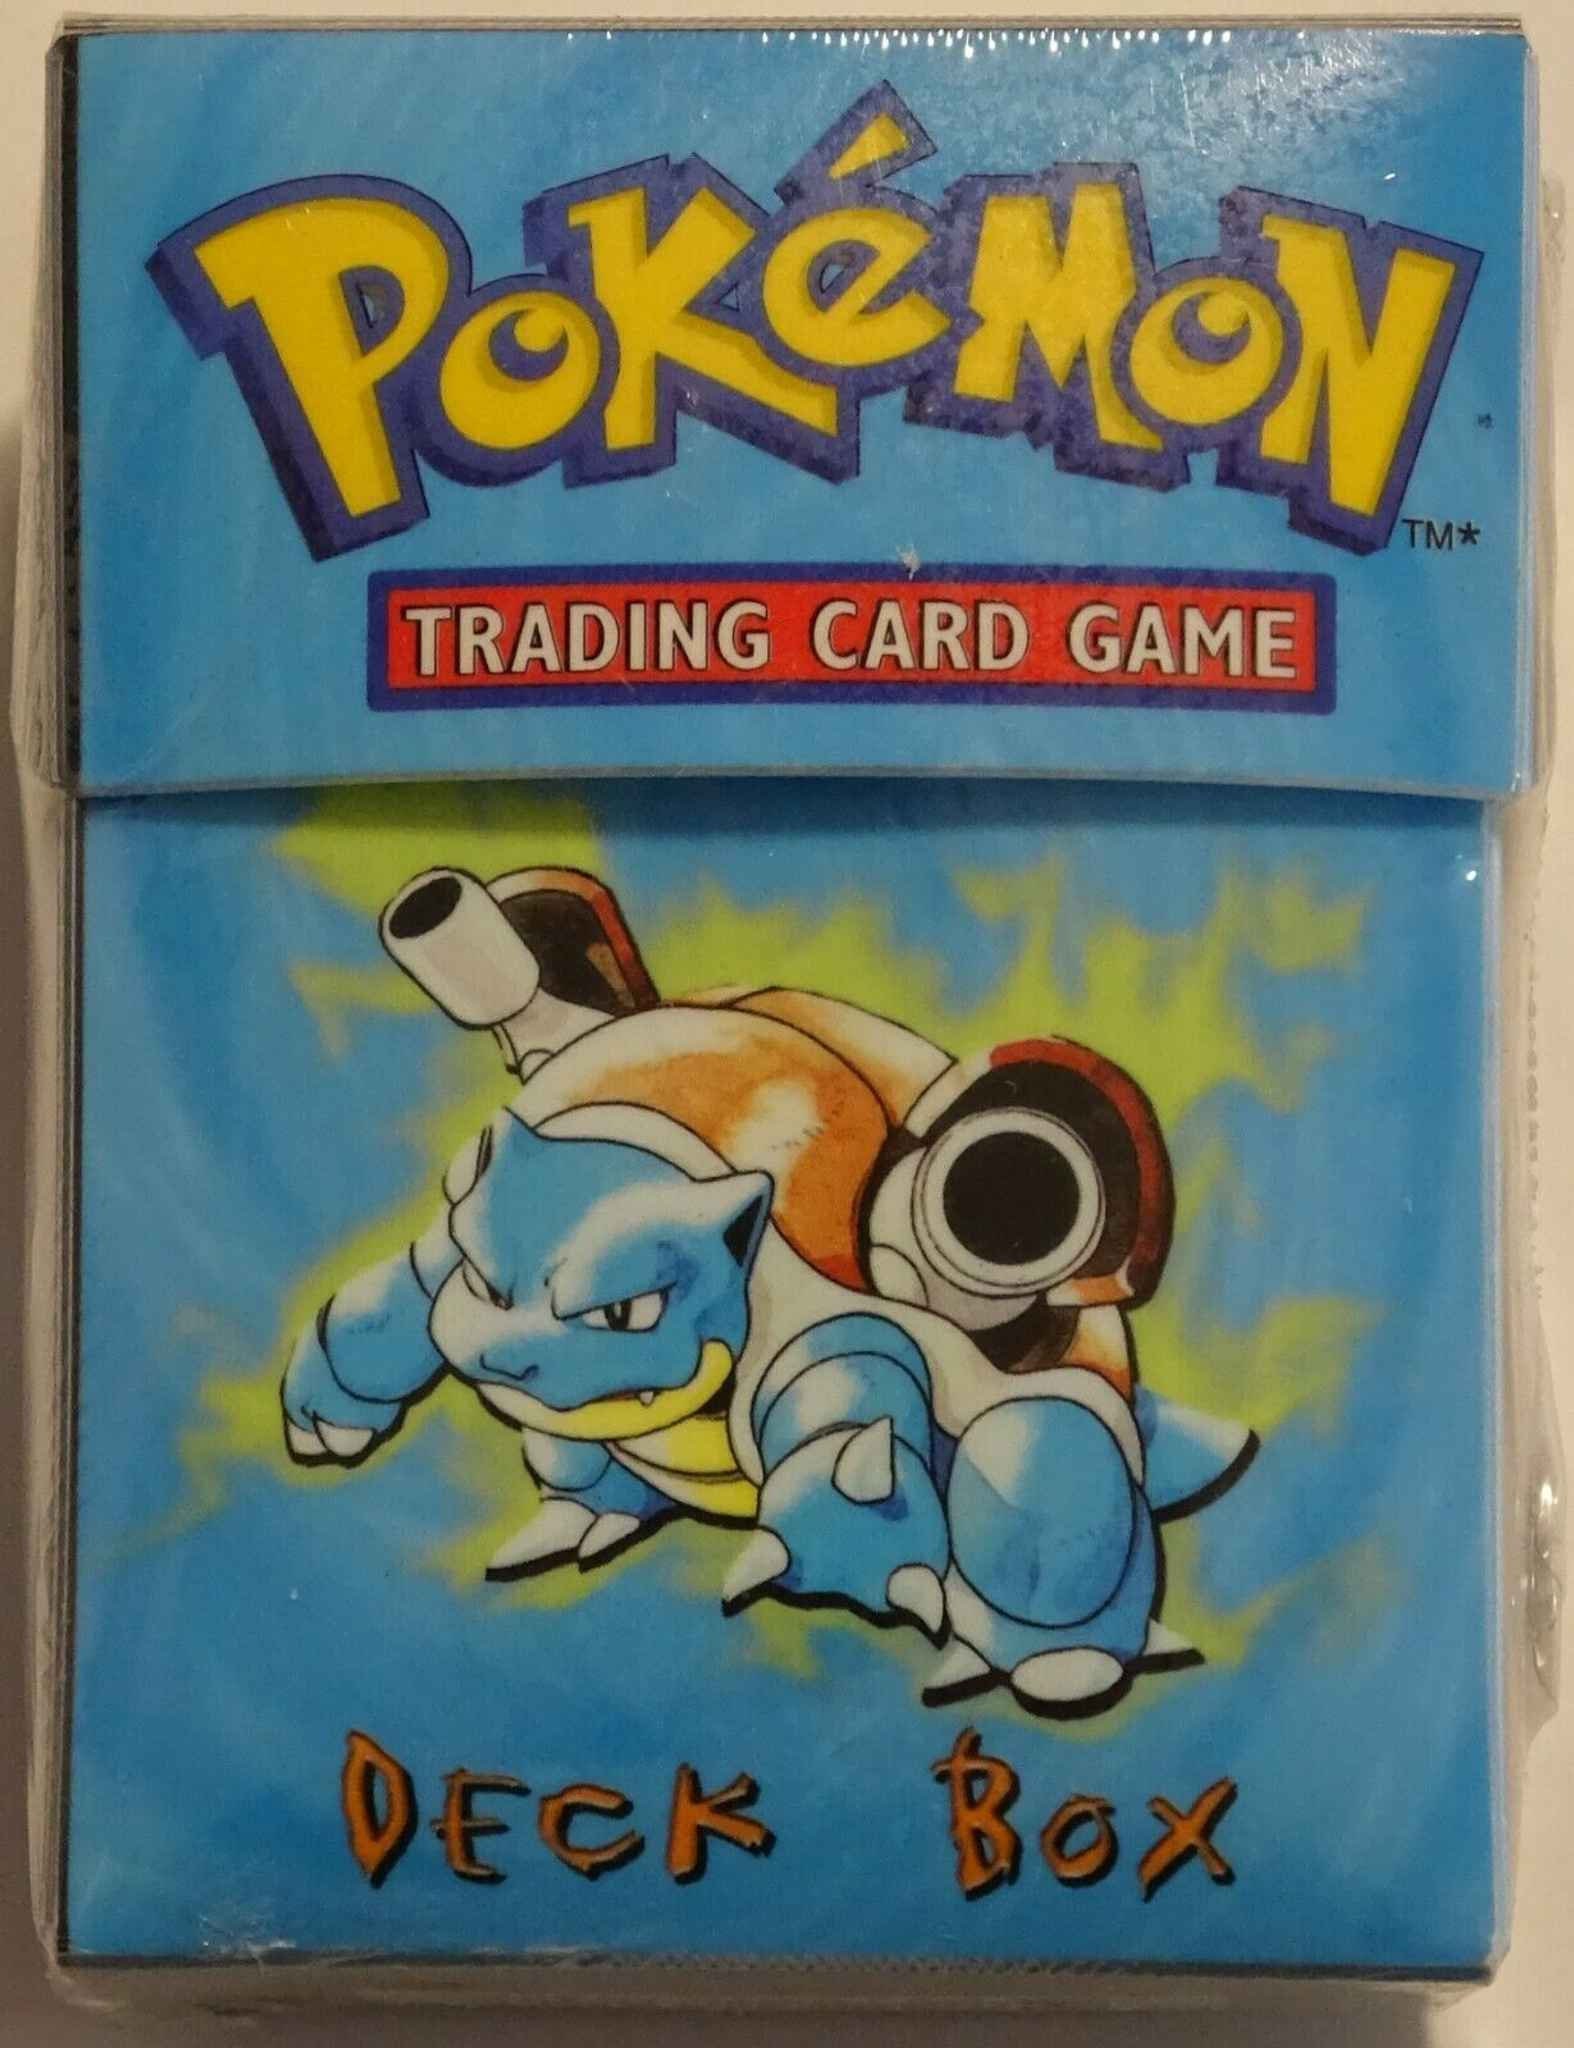 POKéMON
TM*
TRADING CARD GAME
DECK BOX